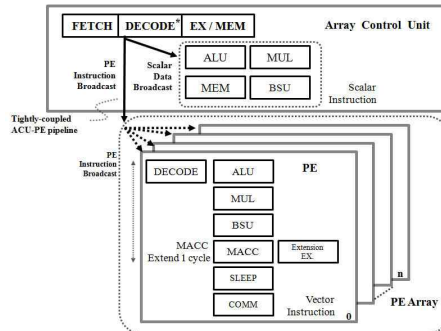 Array Control Unit
FETCH DECODE* EX / MEM
PE
Instruction
Broadcast
Scalar
Data
Broadcast
ALU MUL
MEM BSU
Scalar
Instruction
Tightly-coupled
ACU-PE pipeline
PE
Instruction
Broadcast
DECODE ALU PE
MUL
BSU
MACC
Extend 1 cycle
MACC
Extension
EX.
SLEEP
COMM
Vector
Instruction
0
n
PE Array